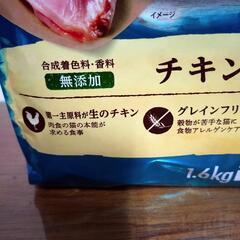 イメージ
合成着色料・香料
無添加
チキン
第一主原料が生のチキン
肉食の猫の本能が
求める食事
グレインフリ
穀物が苦手な猫に
食物アレルゲンケア
1.6kg